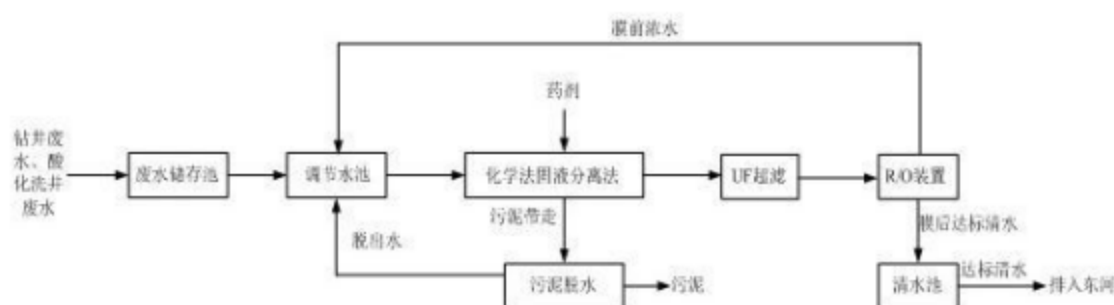 膜前浓水
药剂
钻井废
水、酸
化洗井
废水
废水储存池
调节水池
化学法固液分离法
UF超滤
R/O装置
污泥带走
膜后达标清水
脱出水
污泥脱水
污泥
清水池
达标清水
排入东河